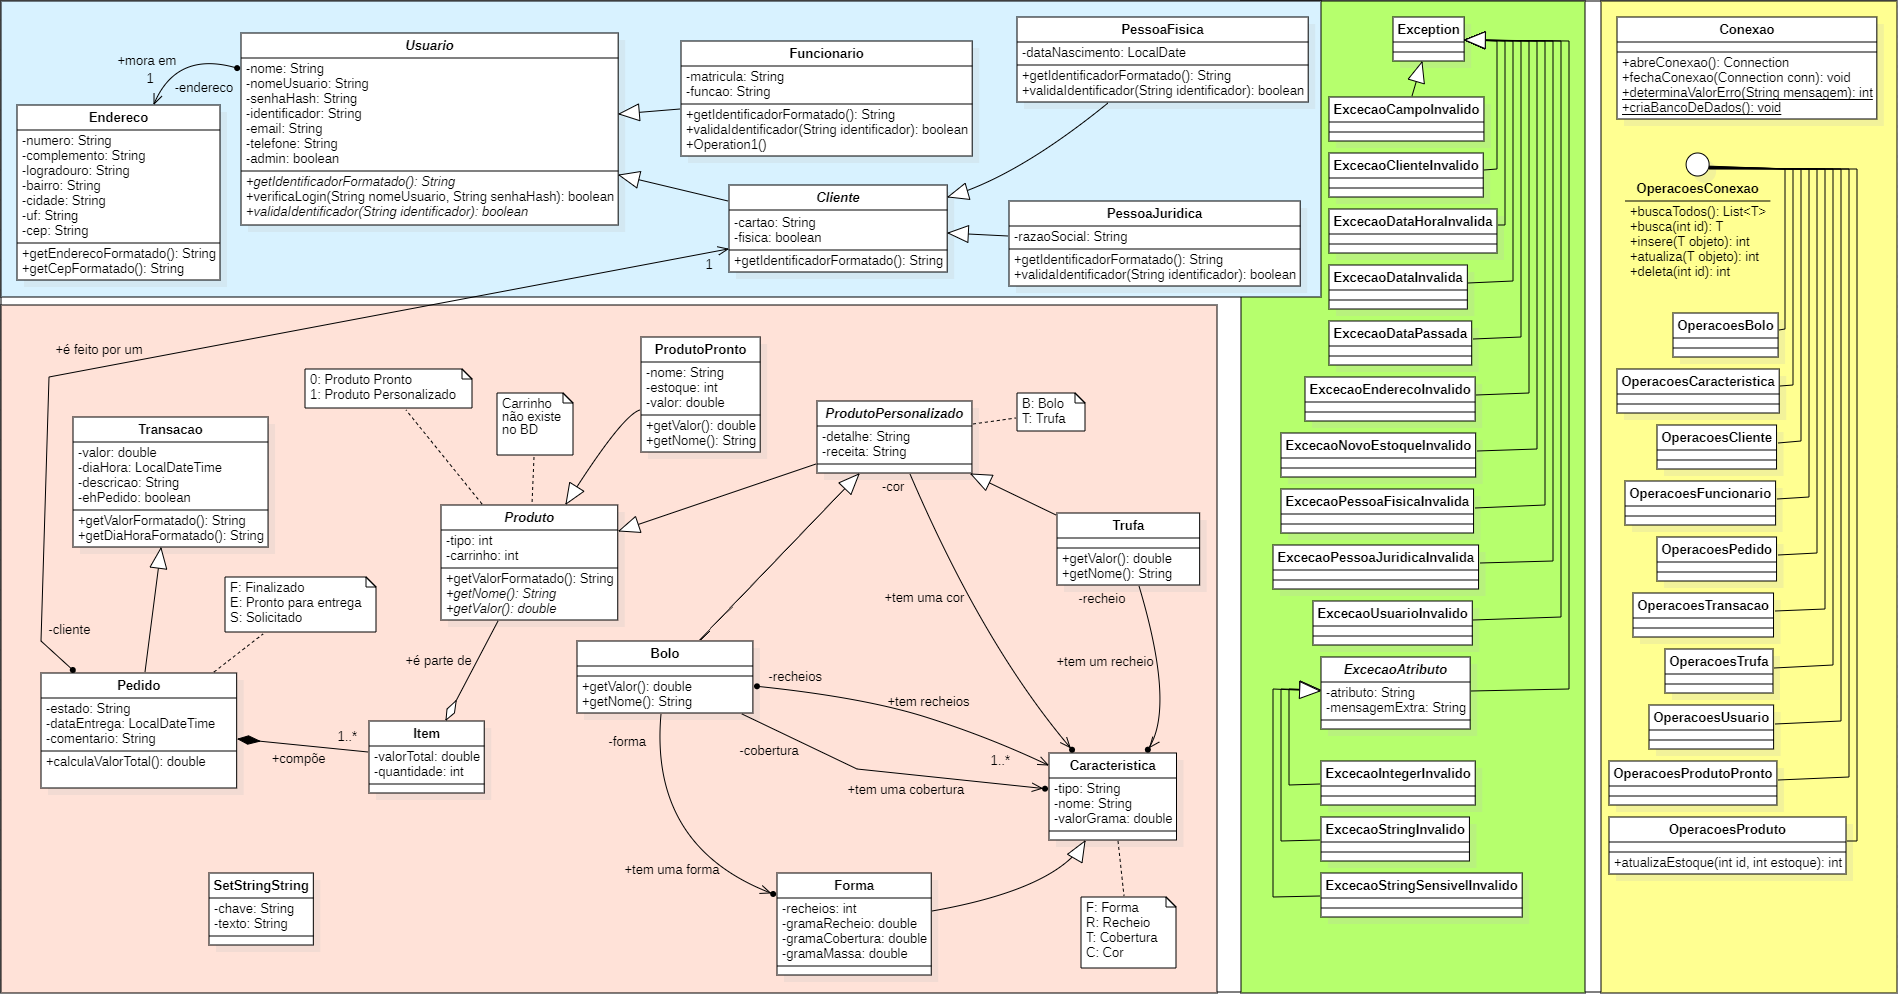 +mora em
1
-endereco
Endereco
-numero: String
-complemento: String
-logradouro: String
-bairro: String
-cidade: String
-uf: String
-cep: String
+getEnderecoFormatado(): String
+getCepFormatado(): String
Usuario
-nome: String
-nomeUsuario: String
-senhaHash: String
-identificador: String
-email: String
-telefone: String
-admin: boolean
+getIdentificadorFormatado(): String
+verificaLogin(String nomeUsuario, String senhaHash): boolean
+validaIdentificador(String identificador): boolean
Funcionario
-matricula: String
-funcao: String
+getIdentificadorFormatado(): String
+validaIdentificador(String identificador): boolean
+Operation1()
PessoaFisica
-dataNascimento: LocalDate
+getIdentificadorFormatado(): String
+validaIdentificador(String identificador): boolean
Cliente
-cartao: String
-fisica: boolean
+getIdentificadorFormatado(): String
1
PessoaJuridica
-razaoSocial: String
+getIdentificadorFormatado(): String
+validaIdentificador(String identificador): boolean
+é feito por um
-cliente
Transacao
-valor: double
-diaHora: LocalDateTime
-descricao: String
-ehPedido: boolean
+getValorFormatado(): String
+getDiaHoraFormatado(): String
F: Finalizado
E: Pronto para entrega
S: Solicitado
Pedido
-estado: String
-dataEntrega: LocalDateTime
-comentario: String
+calculaValorTotal(): double
1..*
+compõe
Item
-valorTotal: double
-quantidade: int
+é parte de
0: Produto Pronto
1: Produto Personalizado
Carrinho
não existe
no BD
Produto
-tipo: int
-carrinho: int
+getValorFormatado(): String
+getNome(): String
+getValor(): double
ProdutoPronto
-nome: String
-estoque: int
-valor: double
+getValor(): double
+getNome(): String
ProdutoPersonalizado
-detalhe: String
-receita: String
B: Bolo
T: Trufa
-cor
+tem uma cor
Trufa
+getValor(): double
+getNome(): String
-recheio
+tem um recheio
Bolo
+getValor(): double
+getNome(): String
-recheios
+tem recheios
1..*
-cobertura
+tem uma cobertura
-forma
+tem uma forma
Caracteristica
-tipo: String
-nome: String
-valorGrama: double
Forma
-recheios: int
-gramaRecheio: double
-gramaCobertura: double
-gramaMassa: double
F: Forma
R: Recheio
T: Cobertura
C: Cor
SetStringString
-chave: String
-texto: String
Exception
ExcecaoCampoInvalido
ExcecaoClienteInvalido
ExcecaoDataHoraInvalida
ExcecaoDataInvalida
ExcecaoDataPassada
ExcecaoEnderecoInvalido
ExcecaoNovoEstoqueInvalido
ExcecaoPessoaFisicaInvalida
ExcecaoPessoaJuridicaInvalida
ExcecaoUsuarioInvalido
ExcecaoAtributo
-atributo: String
-mensagemExtra: String
ExcecaoIntegerInvalido
ExcecaoStringInvalido
ExcecaoStringSensivelInvalido
Conexao
+abreConexao(): Connection
+fechaConexao(Connection conn): void
+determinaValorErro(String mensagem): int
+criaBancoDeDados(): void
OperacoesConexao
+buscaTodos(): List<T>
+busca(int id): T
+insere(T objeto): int
+atualiza(T objeto): int
+deleta(int id): int
OperacoesBolo
OperacoesCaracteristica
OperacoesCliente
OperacoesFuncionario
OperacoesPedido
OperacoesTransacao
OperacoesTrufa
OperacoesUsuario
OperacoesProdutoPronto
OperacoesProduto
+atualizaEstoque(int id, int estoque): int